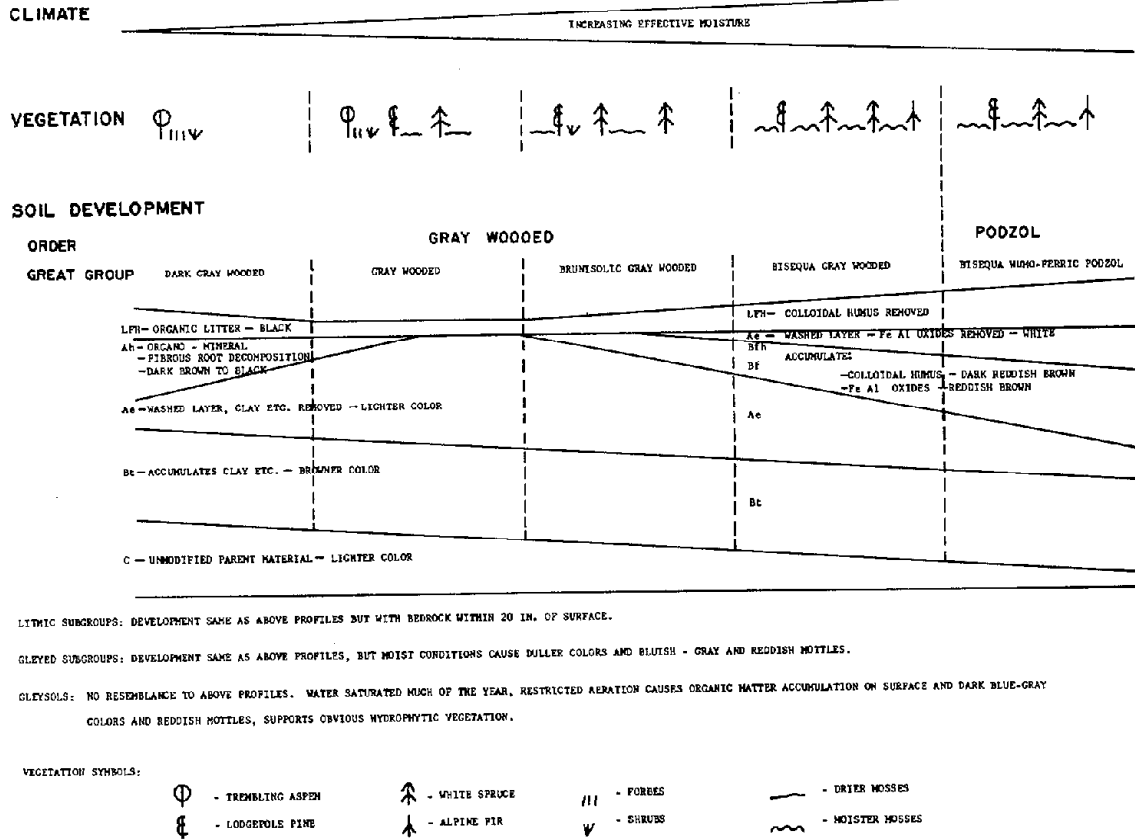 CLIMATE
INCREASING EFFECTIVE MOISTURE
VEGETATION
SOIL DEVELOPMENT
ORDER
GRAY WOODED
PODZOL
GREAT GROUP
DARK GRAY WOODED
GRAY WOODED
BRUNISOLIC GRAY WOODED
BISEQUA GRAY WOODED
BISEQUA HUMO-FERRIC PODZOL
LFH— ORGANIC LITTER — BLACK
Ah — ORGANO - MINERAL
— FIBROUS ROOT DECOMPOSITION
—DARK BROWN TO BLACK
Ae —WASHED LAYER, CLAY ETC. REMOVED — LIGHTER COLOR
Bt— ACCUMULATES CLAY ETC. — BROWNER COLOR
C — UNMODIFIED PARENT MATERIAL — LIGHTER COLOR
LFH— COLLOIDAL HUMUS REMOVED
Ae — WASHED LAYER — Fe Al OXIDES REMOVED — WHITE
Bfh
ACCUMULATE:
Bf
—COLLOIDAL HUMUS — DARK REDDISH BROWN
—Fe Al OXIDES —REDDISH BROWN
Ae
Bt
LITHIC SUBGROUPS: DEVELOPMENT SAME AS ABOVE PROFILES BUT WITH BEDROCK WITHIN 20 IN. OF SURFACE.
GLEYED SUBGROUPS: DEVELOPMENT SAME AS ABOVE PROFILES, BUT MOIST CONDITIONS CAUSE DULLER COLORS AND BLUISH - GRAY AND REDDISH MOTTLES.
GLEYSOLS: NO RESEMBLANCE TO ABOVE PROFILES. WATER SATURATED MUCH OF THE YEAR, RESTRICTED AERATION CAUSES ORGANIC MATTER ACCUMULATION ON SURFACE AND DARK BLUE-GRAY
COLORS AND REDDISH MOTTLES, SUPPORTS OBVIOUS HYDROPHYTIC VEGETATION.
VEGETATION SYMBOLS:
- TREMBLING ASPEN
- WHITE SPRUCE
- FORBES
- DRIER MOSSES
- LODGEPOLE PINE
- ALPINE FIR
- SHRUBS
- MOISTER MOSSES